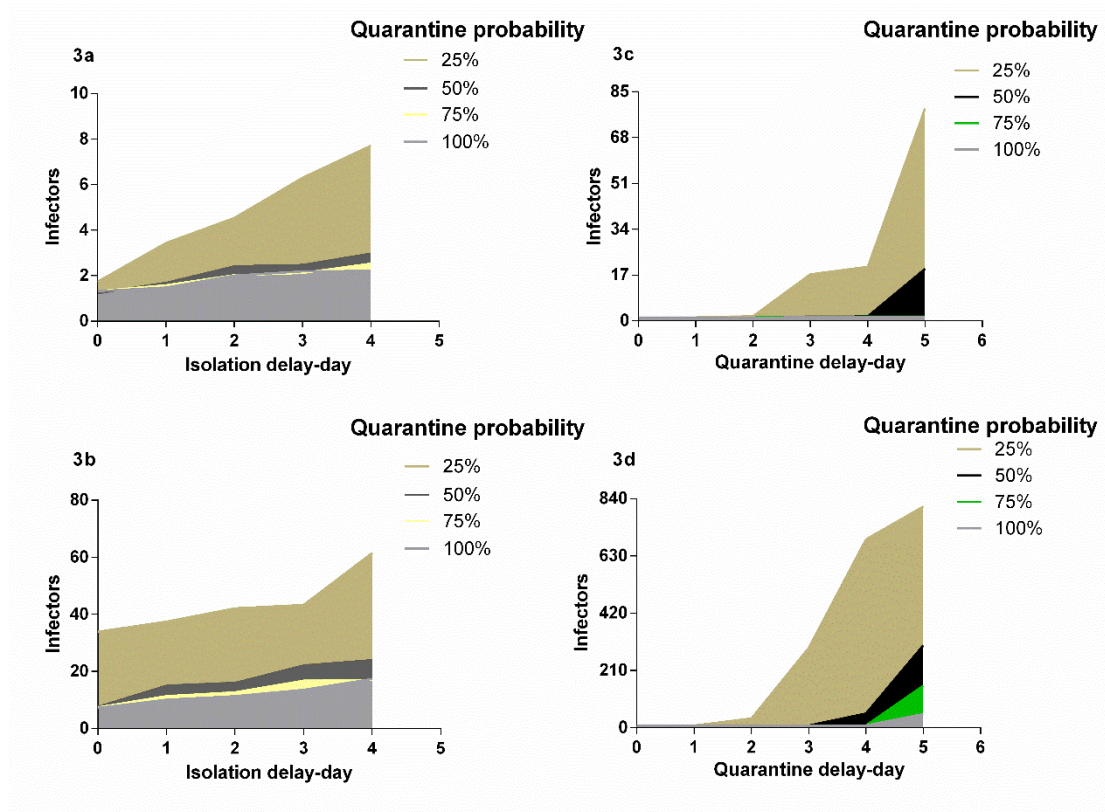 Quarantine probability
3a
25%
50%
75%
100%
10
8
6
4
2
0
Infectors
0 1 2 3 4 5
Isolation delay-day
Quarantine probability
3c
25%
50%
75%
100%
85
68
51
34
17
0
Infectors
0 1 2 3 4 5 6
Quarantine delay-day
Quarantine probability
3b
25%
50%
75%
100%
80
60
40
20
0
Infectors
0 1 2 3 4 5
Isolation delay-day
Quarantine probability
3d
25%
50%
75%
100%
840
630
420
210
0
Infectors
0 1 2 3 4 5 6
Quarantine delay-day